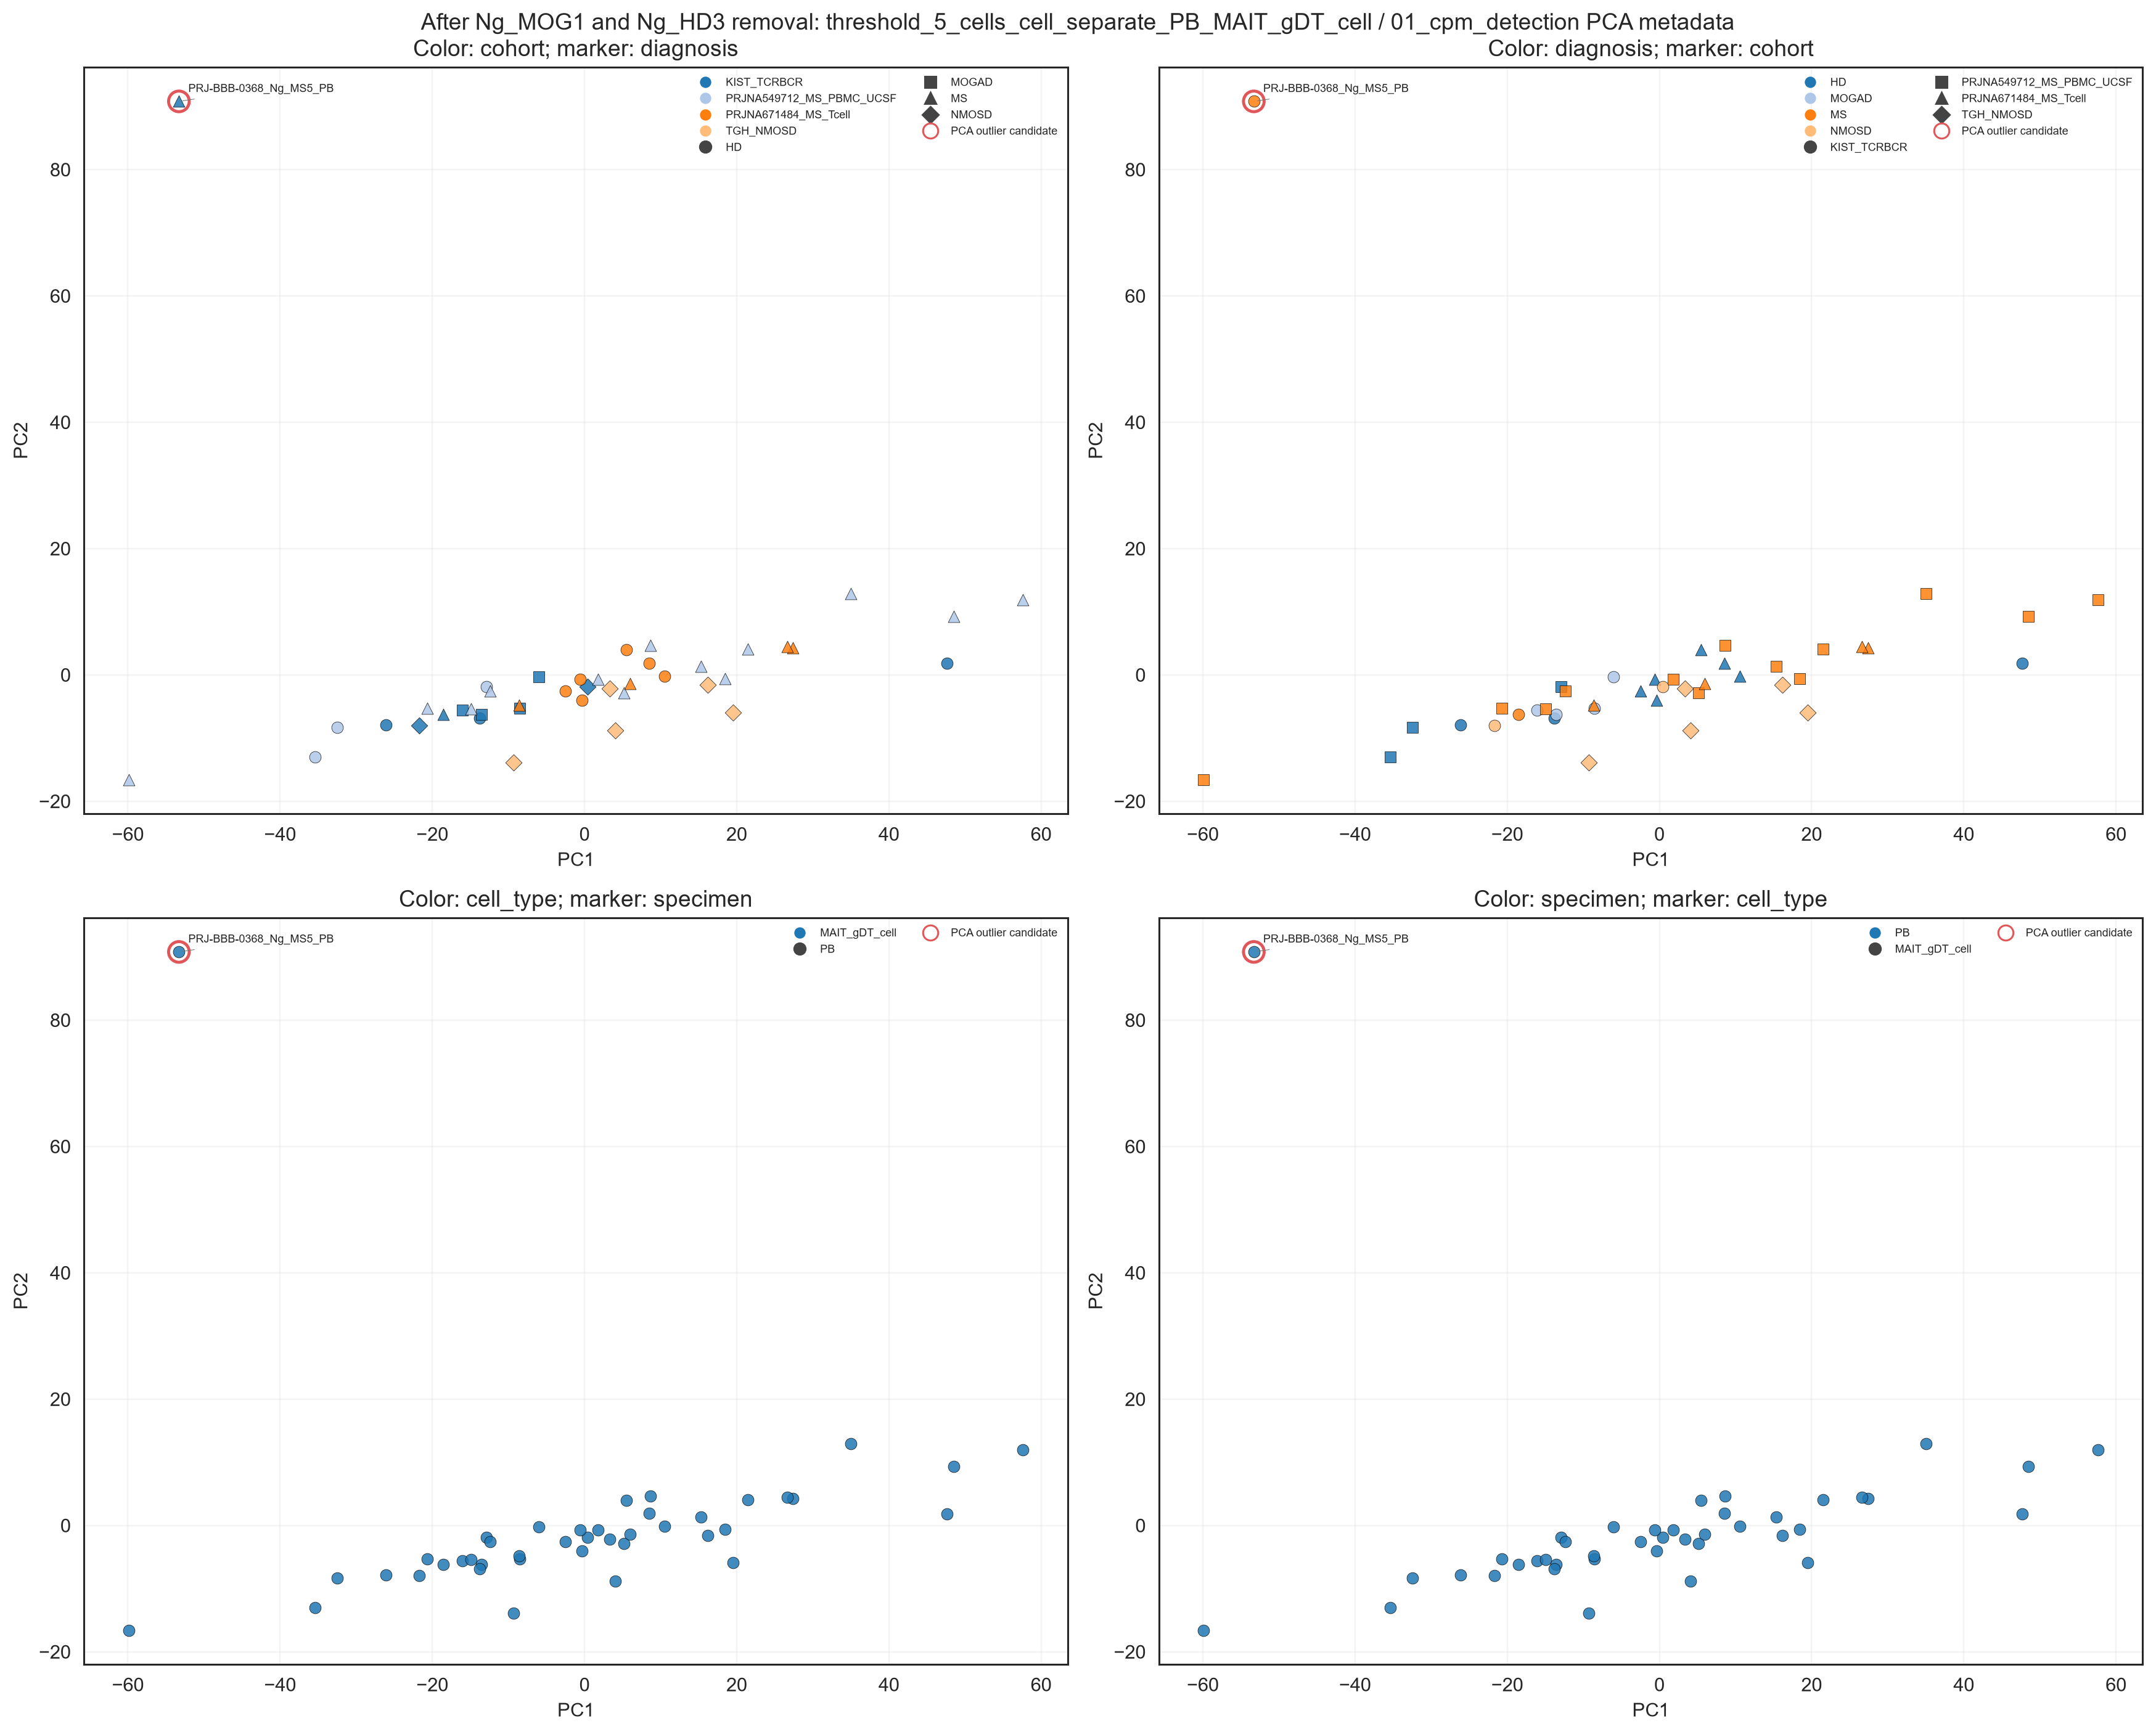 After Ng_MOG1 and Ng_HD3 removal: threshold_5_cells_cell_separate_PB_MAIT_gDT_cell / 01_cpm_detection PCA metadata
Color: cohort; marker: diagnosis
PRJ-BBB-0368_Ng_MS5_PB
KIST_TCRBCR
PRJNA549712_MS_PBMC_UCSF
PRJNA671484_MS_Tcell
TGH_NMOSD
HD
MOGAD
MS
NMOSD
PCA outlier candidate
80
60
40
20
0
−20
PC2
−60 −40 −20 0 20 40 60
PC1
Color: diagnosis; marker: cohort
PRJ-BBB-0368_Ng_MS5_PB
HD
MOGAD
MS
NMOSD
KIST_TCRBCR
PRJNA549712_MS_PBMC_UCSF
PRJNA671484_MS_Tcell
TGH_NMOSD
PCA outlier candidate
80
60
40
20
0
−20
PC2
−60 −40 −20 0 20 40 60
PC1
Color: cell_type; marker: specimen
PRJ-BBB-0368_Ng_MS5_PB
MAIT_gDT_cell
PB
PCA outlier candidate
80
60
40
20
0
−20
PC2
−60 −40 −20 0 20 40 60
PC1
Color: specimen; marker: cell_type
PRJ-BBB-0368_Ng_MS5_PB
PB
MAIT_gDT_cell
PCA outlier candidate
80
60
40
20
0
−20
PC2
−60 −40 −20 0 20 40 60
PC1